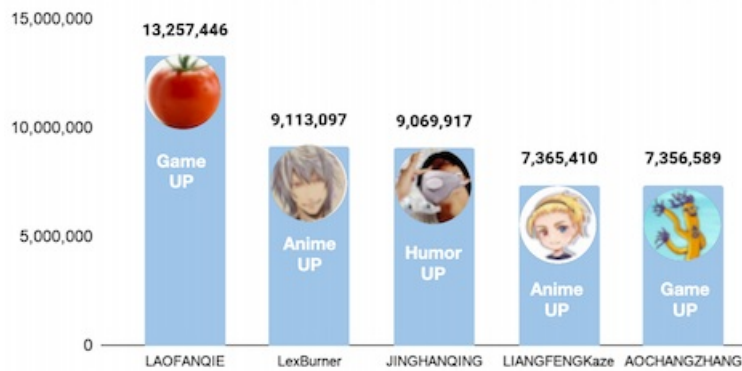 15,000,000
13,257,446
10,000,000
9,113,097
9,069,917
7,365,410
7,356,589
Game
UP
5,000,000
Anime
UP
Humor
UP
Anime
UP
Game
UP
0
LAOFANQIE
LexBurner
JINGHANQING
LIANGFENGKaze
AOCHANGZHANG